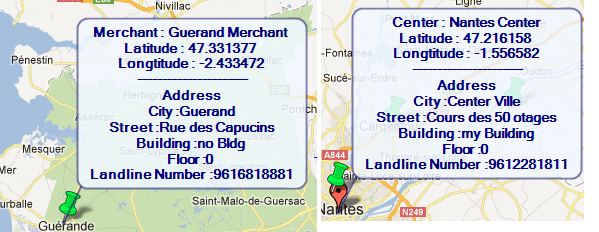 Nivillac
Merchant : Guerand Merchant
Latitude : 47.331377
Longtitude : -2.433472
-----------------------
Address
City :Guerand
Street :Rue des Capucins
Building :no Bldg
Floor :0
Landline Number :9616818881
Pénestin
Assérac
Herbignac
Mesquer
Saint-Malo-de-Guersac
Guérande
Center : Nantes Center
Latitude : 47.216158
Longtitude : -1.556582
-----------------------
Address
City :Center Ville
Street :Cours des 50 otages
Building :my Building
Floor :0
Landline Number :9612281811
Sucé-sur-Erdre
Oudon
A844
Nantes
N249